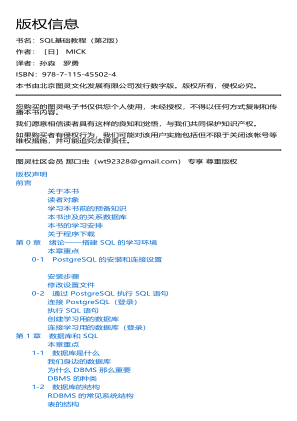 版权信息
书名：SQL基础教程（第2版）
作者：［日］ MICK
译者：孙淼　罗勇
ISBN：978-7-115-45502-4
本书由北京图灵文化发展有限公司发行数字版。版权所有，侵权必究。
您购买的图灵电子书仅供您个人使用，未经授权，不得以任何方式复制和传
播本书内容。
我们愿意相信读者具有这样的良知和觉悟，与我们共同保护知识产权。
如果购买者有侵权行为，我们可能对该用户实施包括但不限于关闭该帐号等
维权措施，并可能追究法律责任。
图灵社区会员 那口虫（wt92328@gmail.com） 专享 尊重版权
版权声明
前言
关于本书
读者对象
学习本书前的预备知识
本书涉及的关系数据库
本书的学习安排
关于程序下载
第 0 章　绪论——搭建 SQL 的学习环境
本章重点
0-1　PostgreSQL 的安装和连接设置
安装步骤
修改设置文件
0-2　通过 PostgreSQL 执行 SQL 语句
连接 PostgreSQL（登录）
执行 SQL 语句
创建学习用的数据库
连接学习用的数据库（登录）
第 1 章　数据库和 SQL
本章重点
1-1　数据库是什么
我们身边的数据库
为什么 DBMS 那么重要
DBMS 的种类
1-2　数据库的结构
RDBMS 的常见系统结构
表的结构